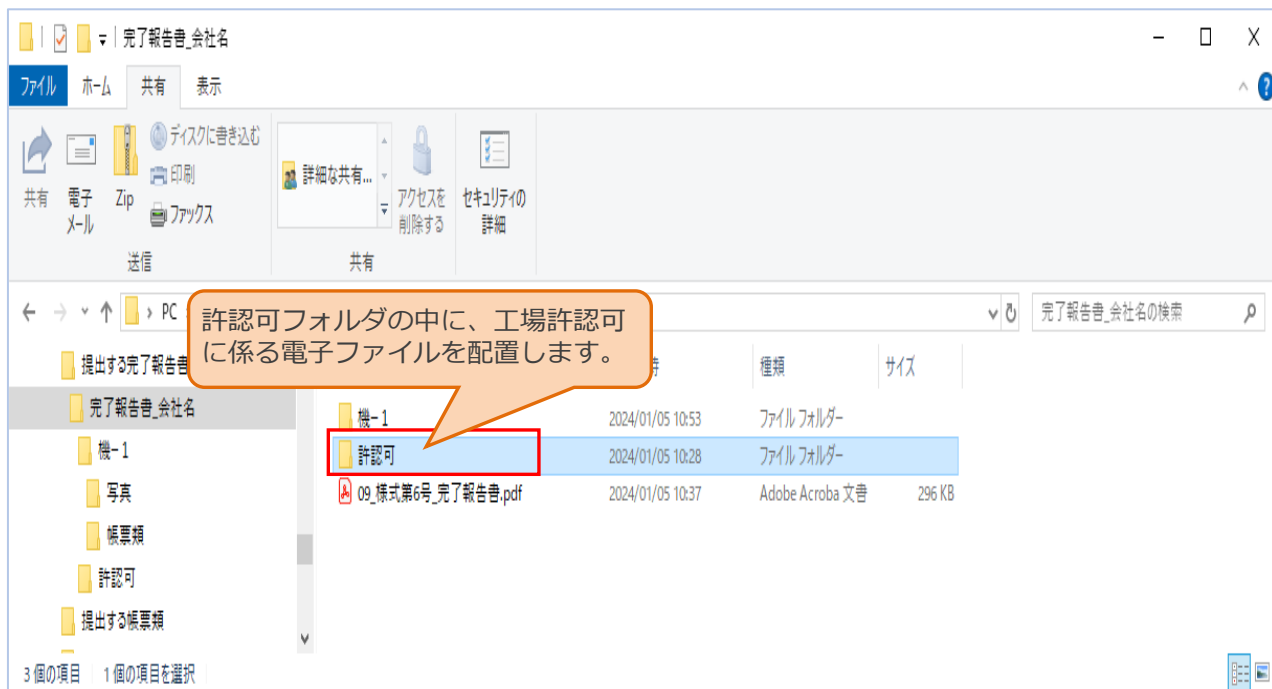 完了報告書_会社名
ファイル ホーム 共有 表示
共有
電子
メール
Zip
ディスクに書き込む
印刷
ファックス
送信
詳細な共有...
アクセスを
削除する
共有
セキュリティの
詳細
PC
完了報告書_会社名の検索
許認可フォルダの中に、工場許認可
に係る電子ファイルを配置します。
種類 サイズ
提出する完了報告書
完了報告書_会社名
機-1
写真
帳票類
許認可
提出する帳票類
機-1 2024/01/05 10:53 ファイル フォルダー
許認可 2024/01/05 10:28 ファイル フォルダー
09_様式第6号_完了報告書.pdf 2024/01/05 10:37 Adobe Acroba 文書 296 KB
3 個の項目 1 個の項目を選択